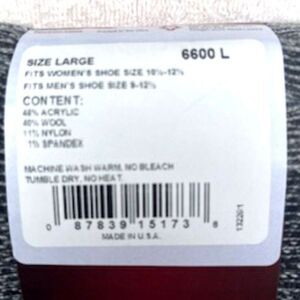 SIZE LARGE 6600 L
FITS WOMEN'S SHOE SIZE 10½-12½
FITS MEN'S SHOE SIZE 9-12½
CONTENT:
48% ACRYLIC
40% WOOL
11% NYLON
1% SPANDEX
MACHINE WASH WARM, NO BLEACH
TUMBLE DRY, NO HEAT.
0 87839 15173 8
MADE IN U.S.A.
132201